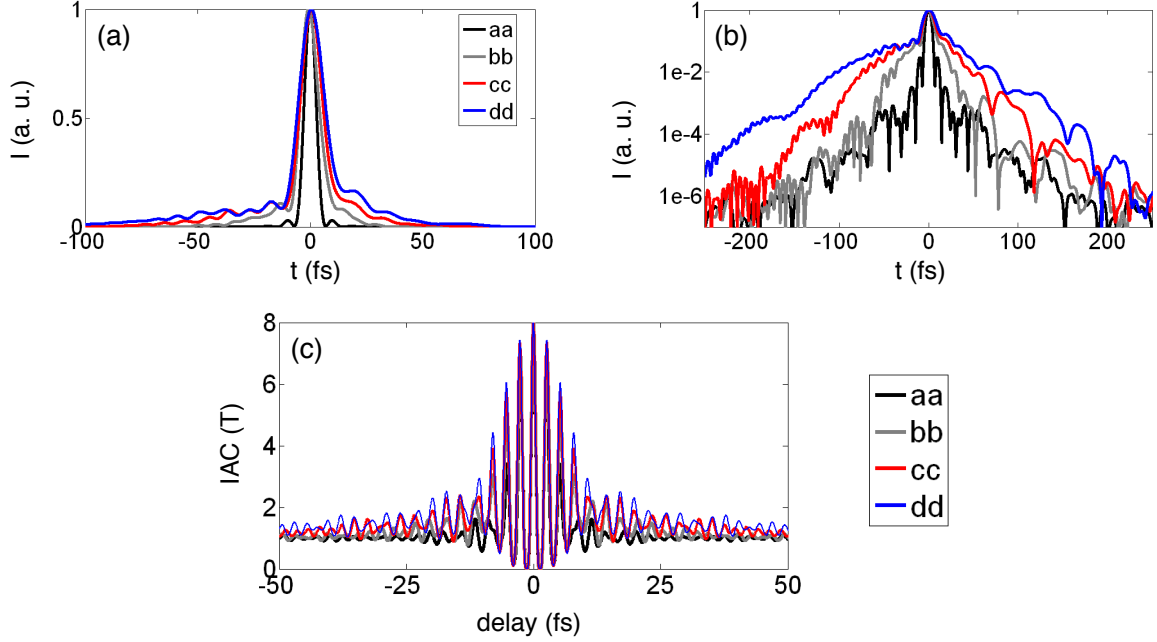 (a)
aa
bb
cc
dd
I (a. u.)
1
0.5
0
-100
-50
0
50
100
t (fs)
(b)
I (a. u.)
1
1e-2
1e-4
1e-6
-200
-100
0
100
200
t (fs)
(c)
IAC (T)
8
6
4
2
0
-50
-25
0
25
50
delay (fs)
aa
bb
cc
dd